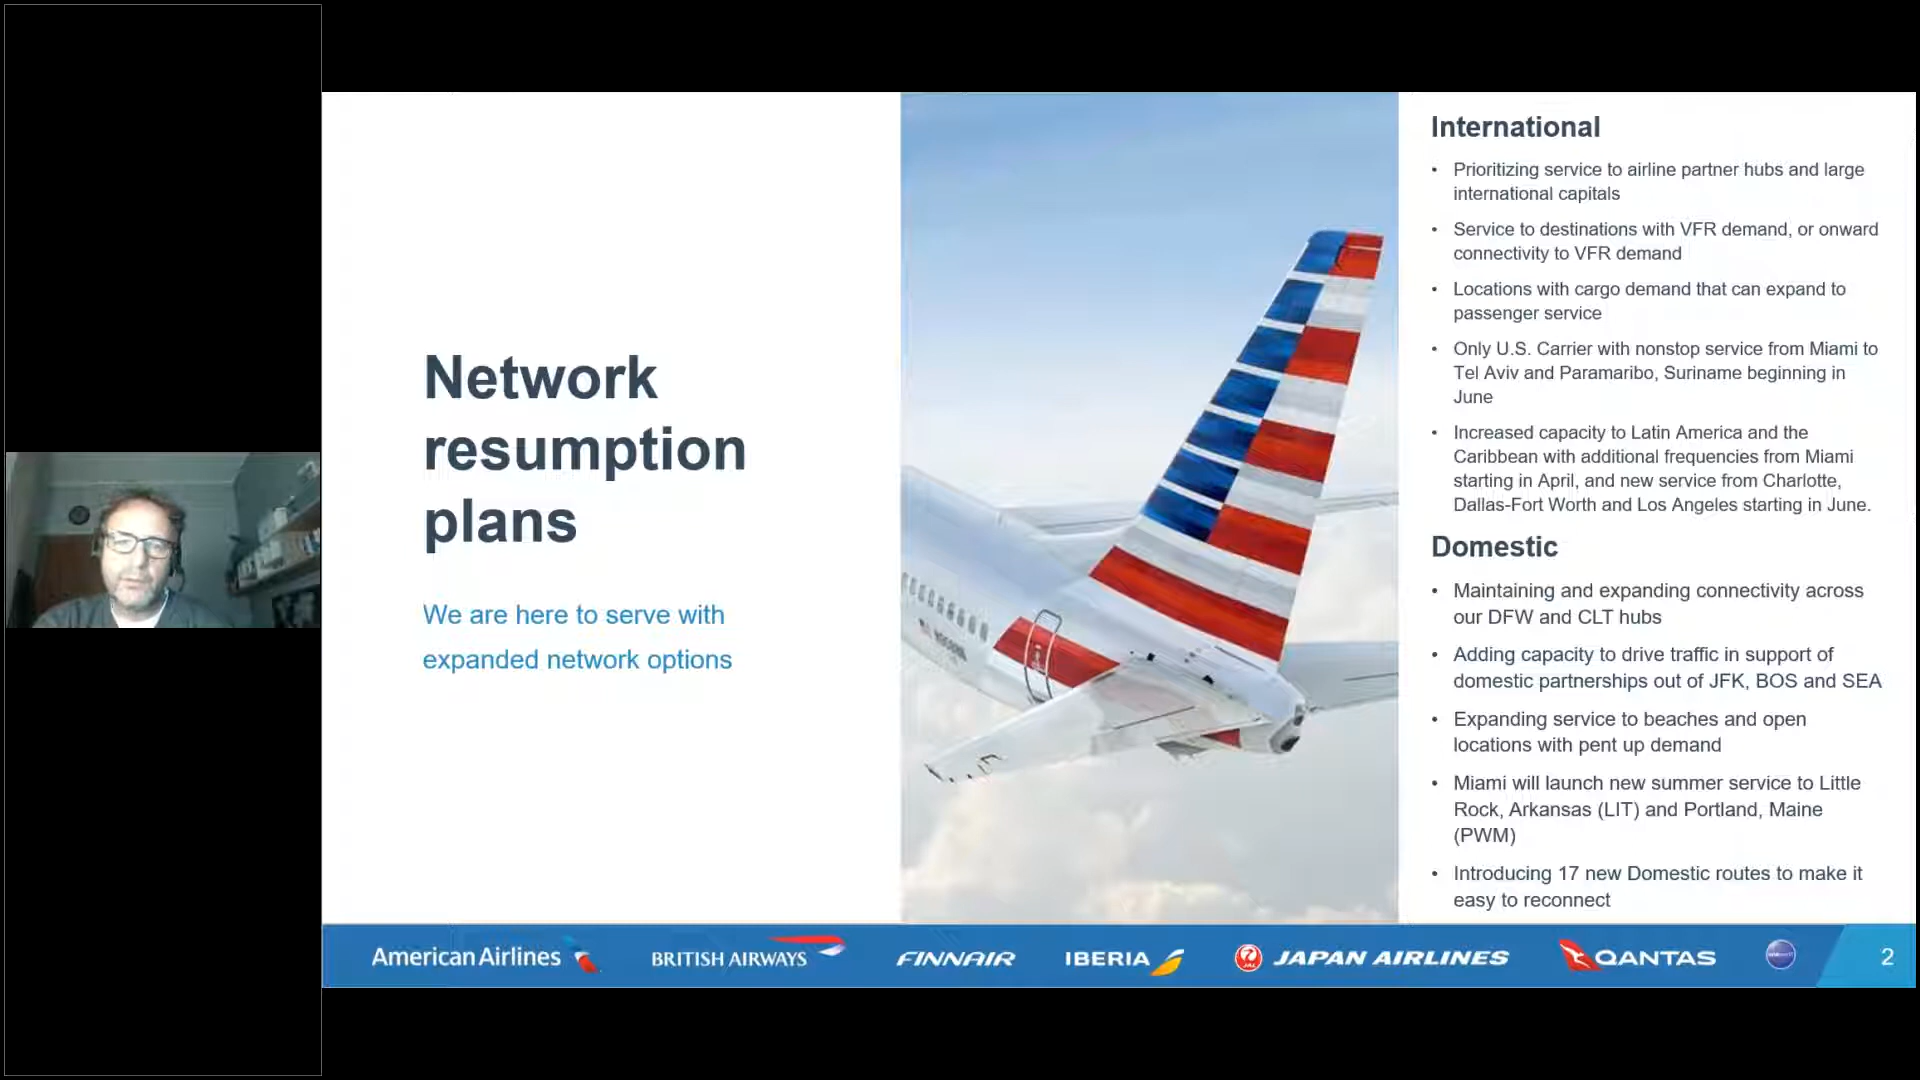 Network
resumption
plans
We are here to serve with
expanded network options
International
• Prioritizing service to airline partner hubs and large
international capitals
• Service to destinations with VFR demand, or onward
connectivity to VFR demand
• Locations with cargo demand that can expand to
passenger service
• Only U.S. Carrier with nonstop service from Miami to
Tel Aviv and Paramaribo, Suriname beginning in
June
• Increased capacity to Latin America and the
Caribbean with additional frequencies from Miami
starting in April, and new service from Charlotte,
Dallas-Fort Worth and Los Angeles starting in June.
Domestic
• Maintaining and expanding connectivity across
our DFW and CLT hubs
• Adding capacity to drive traffic in support of
domestic partnerships out of JFK, BOS and SEA
• Expanding service to beaches and open
locations with pent up demand
• Miami will launch new summer service to Little
Rock, Arkansas (LIT) and Portland, Maine
(PWM)
• Introducing 17 new Domestic routes to make it
easy to reconnect
American Airlines
BRITISH AIRWAYS
FINNAIR
IBERIA
JAL
JAPAN AIRLINES
QANTAS
2